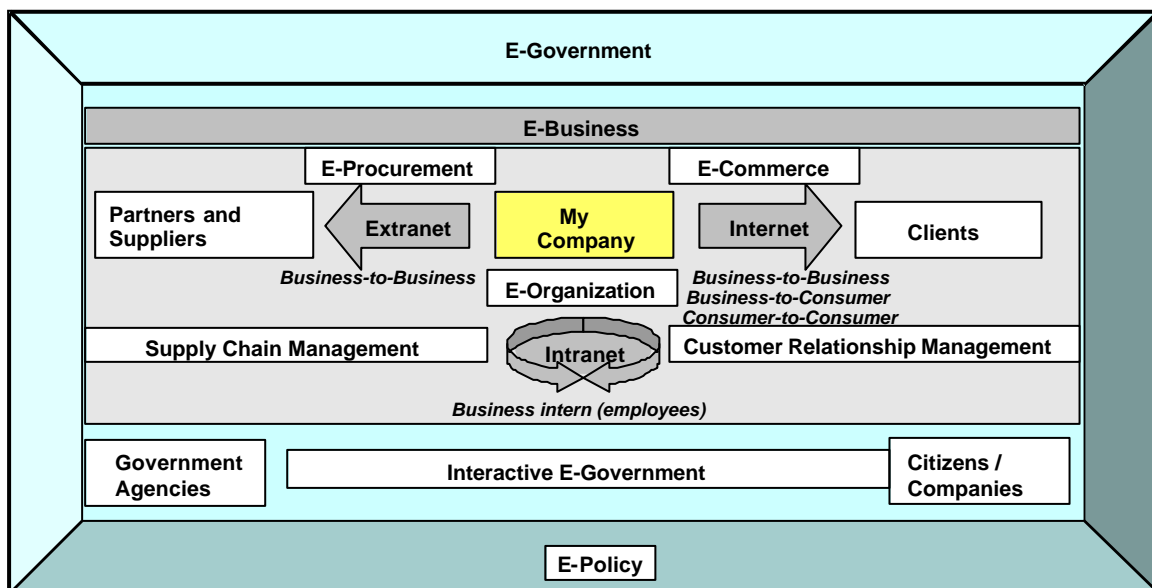 E-Government
E-Business
E-Procurement
E-Commerce
Partners and
Suppliers
Extranet
My
Company
Internet
Clients
Business-to-Business
E-Organization
Business-to-Business
Business-to-Consumer
Consumer-to-Consumer
Supply Chain Management
Intranet
Customer Relationship Management
Business intern (employees)
Government
Agencies
Interactive E-Government
Citizens /
Companies
E-Policy